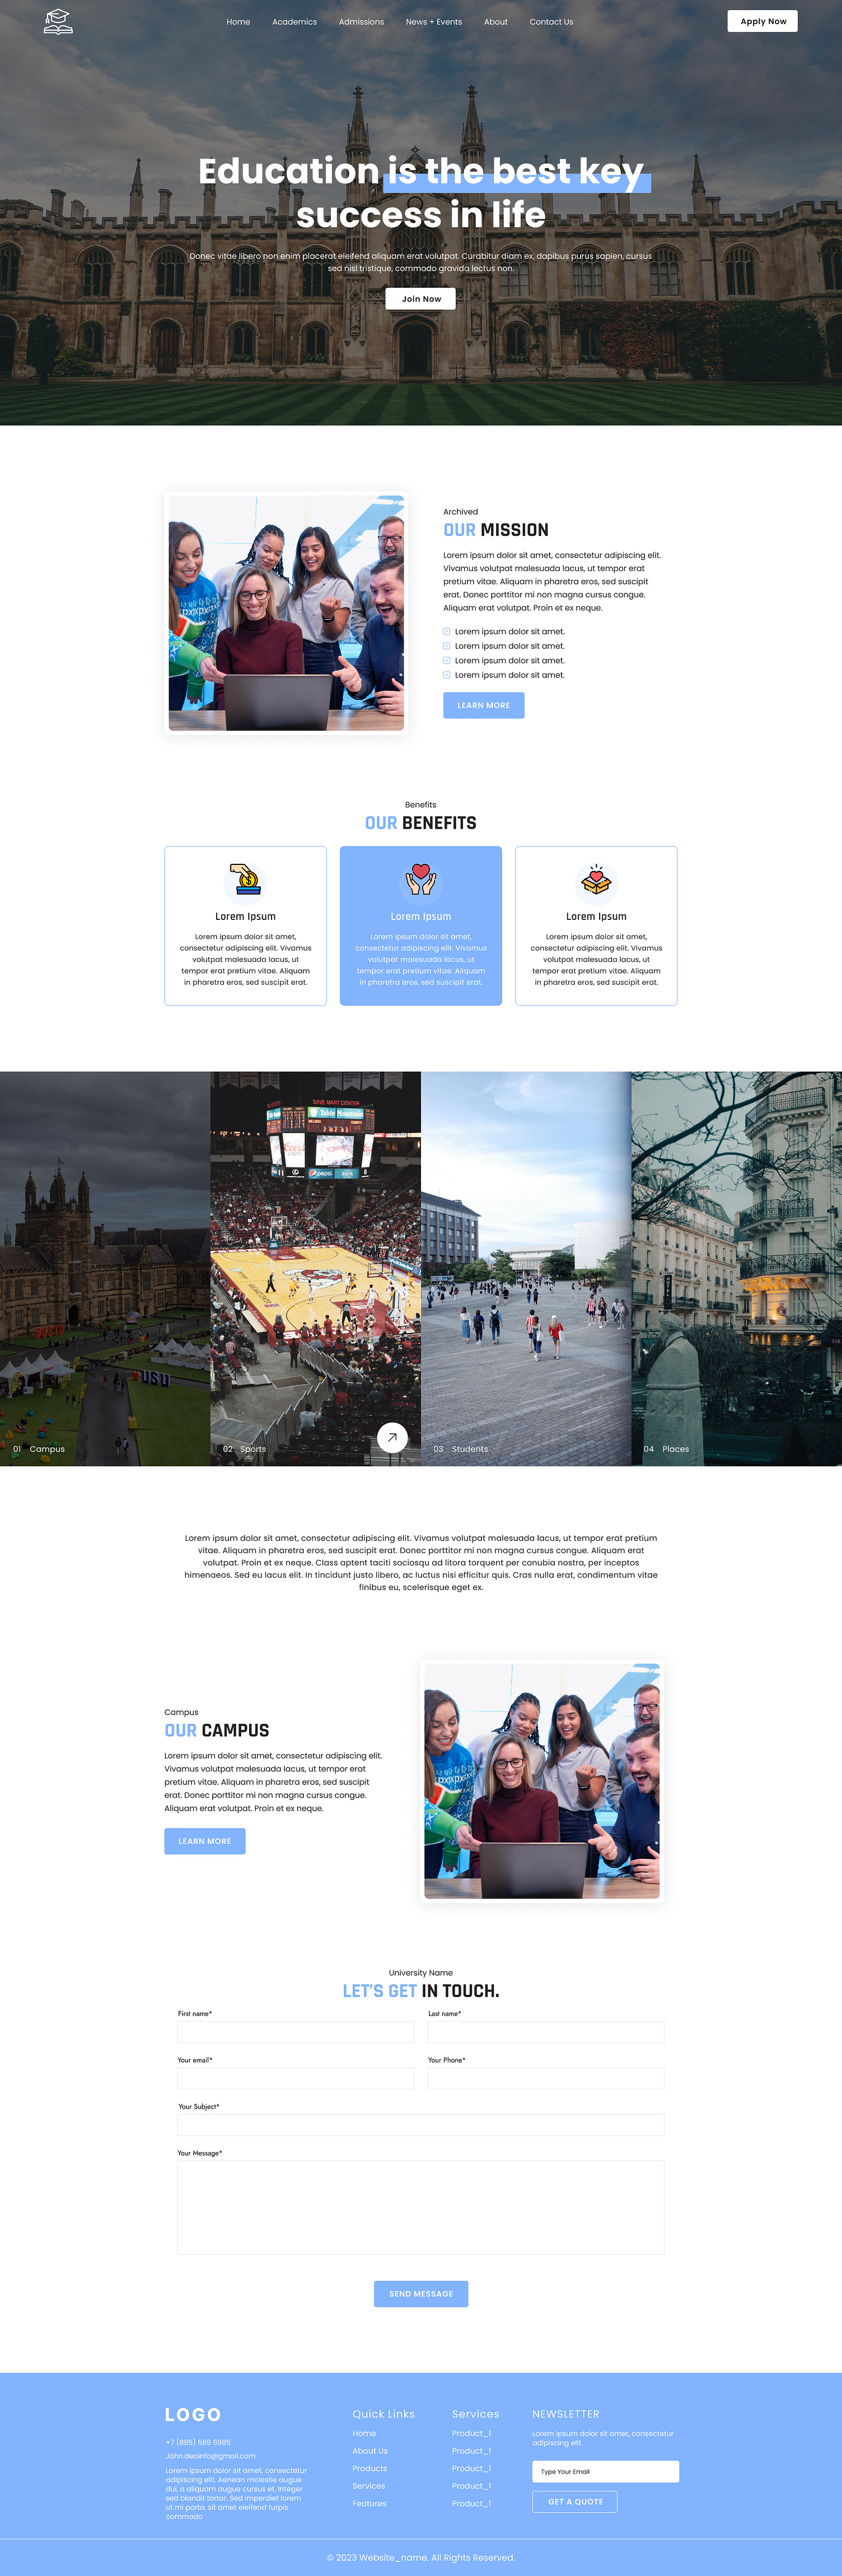 Home
Academics
Admissions
News + Events
About
Contact Us
Apply Now
Education is the best key
success in life
Donec vitae libero non enim placerat eleifend aliquam erat volutpat. Curabitur diam ex, dapibus purus sapien, cursus
sed nisl tristique, commodo gravida lectus non.
Join Now
Archived
OUR MISSION
Lorem ipsum dolor sit amet, consectetur adipiscing elit.
Vivamus volutpat malesuada lacus, ut tempor erat
pretium vitae. Aliquam in pharetra eros, sed suscipit
erat. Donec porttitor mi non magna cursus congue.
Aliquam erat volutpat. Proin et ex neque.
Lorem ipsum dolor sit amet.
Lorem ipsum dolor sit amet.
Lorem ipsum dolor sit amet.
Lorem ipsum dolor sit amet.
LEARN MORE
Benefits
OUR BENEFITS
Lorem Ipsum
Lorem ipsum dolor sit amet,
consectetur adipiscing elit. Vivamus
volutpat malesuada lacus, ut
tempor erat pretium vitae. Aliquam
in pharetra eros, sed suscipit erat.
Lorem Ipsum
Lorem ipsum dolor sit amet,
consectetur adipiscing elit. Vivamus
volutpat malesuada lacus, ut
tempor erat pretium vitae. Aliquam
in pharetra eros, sed suscipit erat.
Lorem Ipsum
Lorem ipsum dolor sit amet,
consectetur adipiscing elit. Vivamus
volutpat malesuada lacus, ut
tempor erat pretium vitae. Aliquam
in pharetra eros, sed suscipit erat.
SAVE MART CENTER
Table Mountain
pepsi
USU
01 Campus
02 Sports
03 Students
04 Places
Lorem ipsum dolor sit amet, consectetur adipiscing elit. Vivamus volutpat malesuada lacus, ut tempor erat pretium
vitae. Aliquam in pharetra eros, sed suscipit erat. Donec porttitor mi non magna cursus congue. Aliquam erat
volutpat. Proin et ex neque. Class aptent taciti sociosqu ad litora torquent per conubia nostra, per inceptos
himenaeos. Sed eu lacus elit. In tincidunt justo libero, ac luctus nisi efficitur quis. Cras nulla erat, condimentum vitae
finibus eu, scelerisque eget ex.
Campus
OUR CAMPUS
Lorem ipsum dolor sit amet, consectetur adipiscing elit.
Vivamus volutpat malesuada lacus, ut tempor erat
pretium vitae. Aliquam in pharetra eros, sed suscipit
erat. Donec porttitor mi non magna cursus congue.
Aliquam erat volutpat. Proin et ex neque.
LEARN MORE
University Name
LET'S GET IN TOUCH.
First name*
Last name*
Your email*
Your Phone*
Your Subject*
Your Message*
SEND MESSAGE
LOGO
+7 (885) 589 6985
John.deoinfo@gmail.com
Lorem ipsum dolor sit amet, consectetur
adipiscing elit. Aenean molestie augue
dui, a aliquam augue cursus et. Integer
sed blandit tortor. Sed imperdiet lorem
ut mi porta, sit amet eleifend turpis
commodo
Quick Links
Home
About Us
Products
Services
Features
Services
Product_1
Product_1
Product_1
Product_1
Product_1
NEWSLETTER
Lorem ipsum dolor sit amet, consectetur
adipiscing elit.
Type Your Email
GET A QUOTE
© 2023 Website_name. All Rights Reserved.